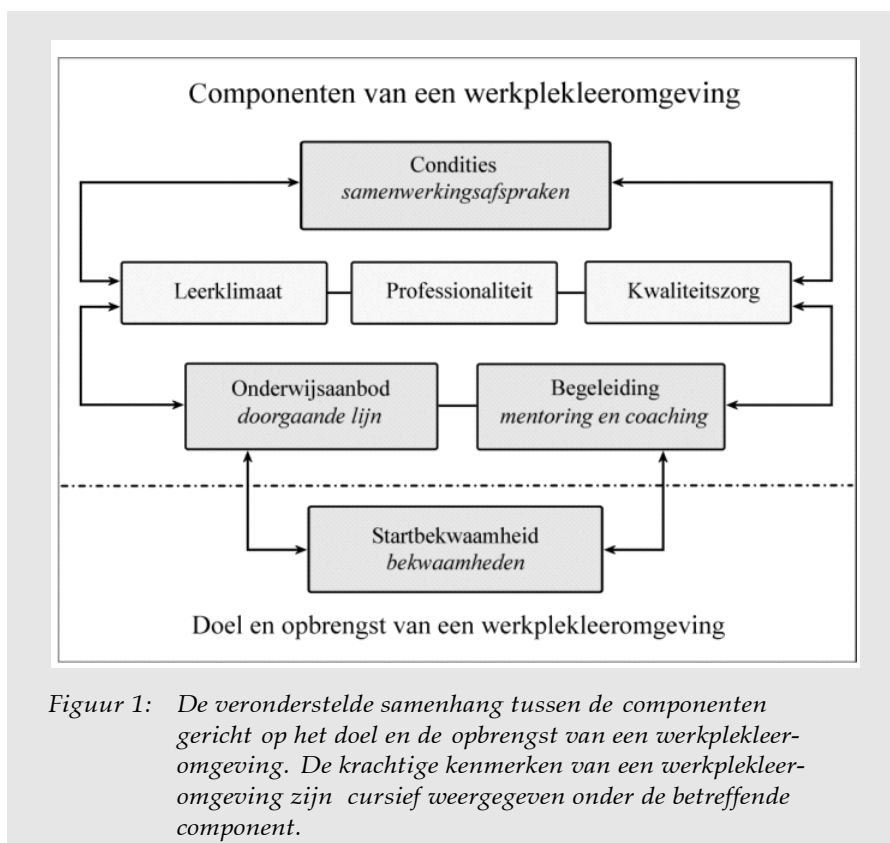 Componenten van een werkplekleeromgeving
Condities
samenwerkingsafspraken
Leerklimaat
Professionaliteit
Kwaliteitszorg
Onderwijsaanbod
doorgaande lijn
Begeleiding
mentoring en coaching
Startbekwaamheid
bekwaamheden
Doel en opbrengst van een werkplekleeromgeving
Figuur 1: De veronderstelde samenhang tussen de componenten
gericht op het doel en de opbrengst van een werkplekleer-
omgeving. De krachtige kenmerken van een werkplekleer-
omgeving zijn cursief weergegeven onder de betreffende
component.